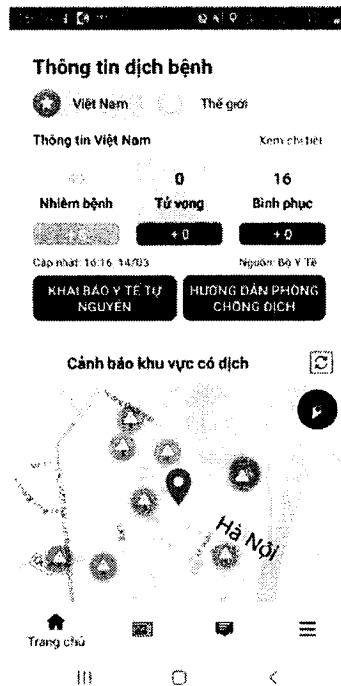 Thông tin dịch bệnh
Việt Nam
Thế giới
Thông tin Việt Nam
Xem chi tiết
0
16
Nhiễm bệnh
Tử vong
Bình phục
+ 0
+ 0
Cập nhật: 16:16, 14/03
Nguồn: Bộ Y Tế
KHAI BÁO Y TẾ TỰ NGUYỆN
HƯỚNG DẪN PHÒNG CHỐNG DỊCH
Cảnh báo khu vực có dịch
Hà Nội
Trang chủ